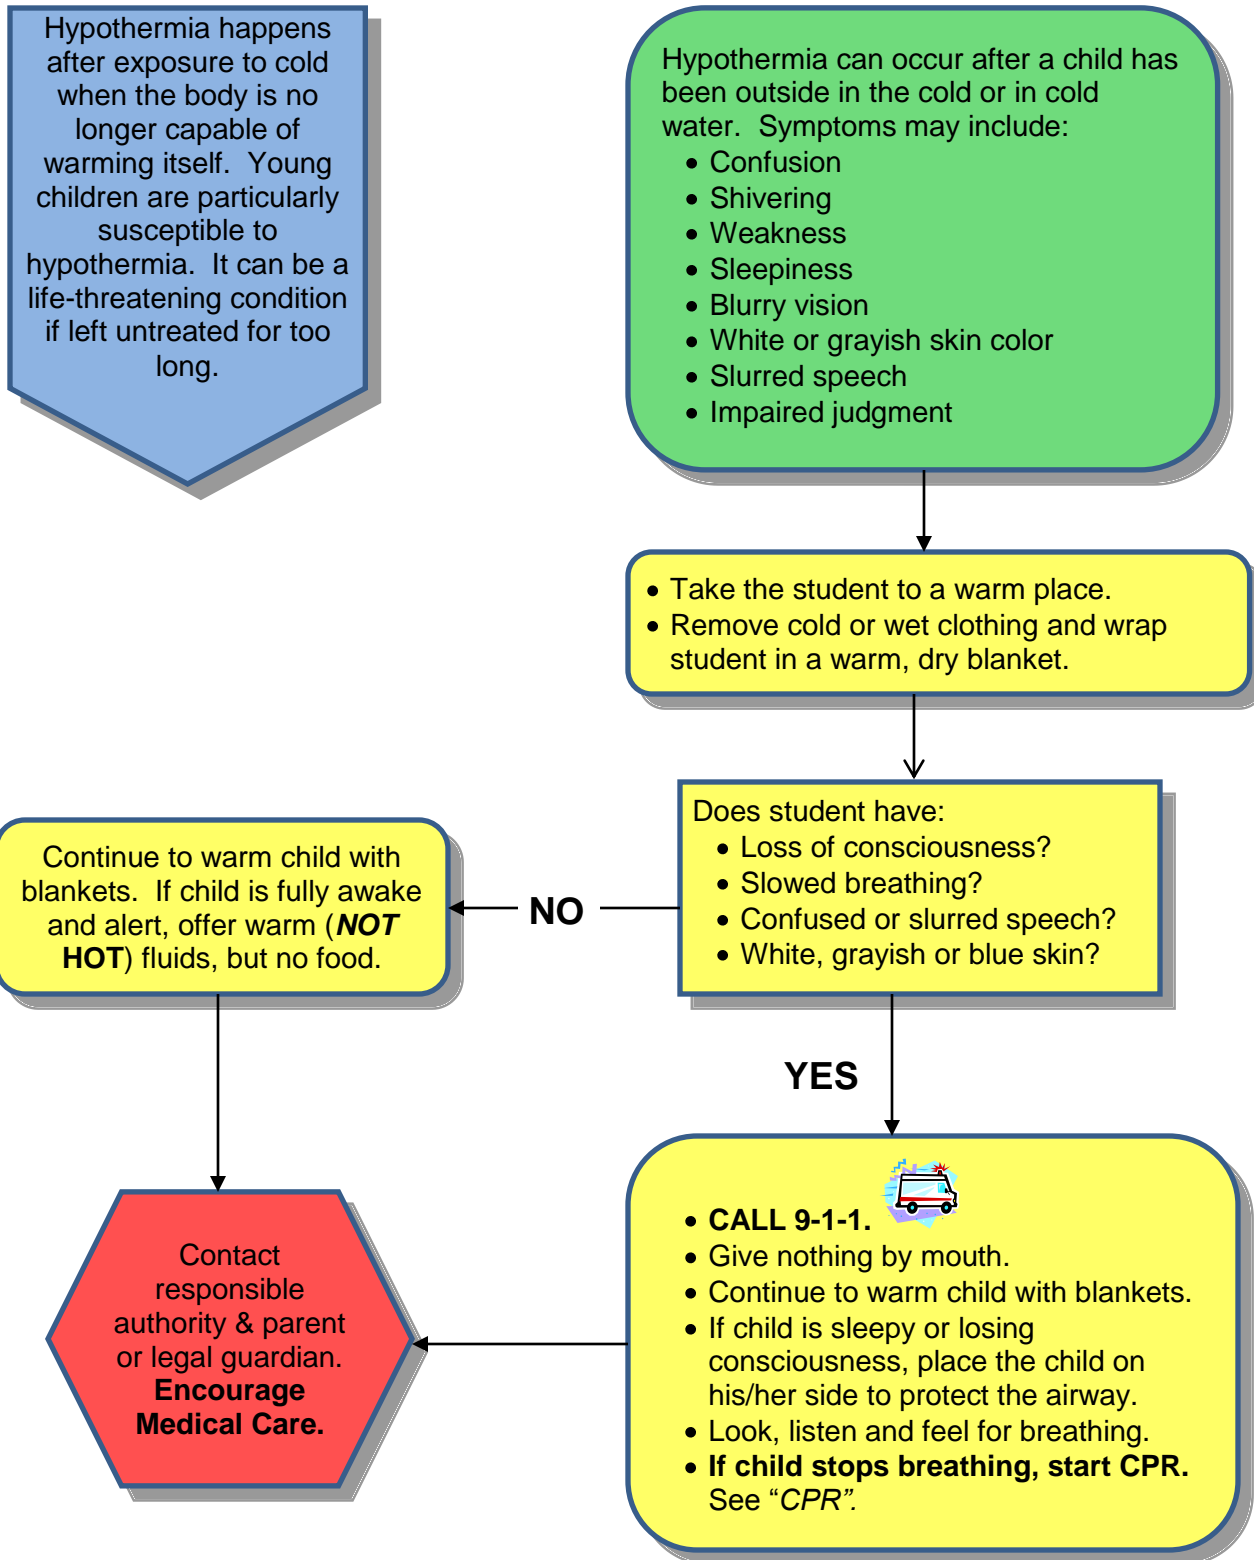 Hypothermia happens
after exposure to cold
when the body is no
longer capable of
warming itself.  Young
children are particularly
susceptible to
hypothermia.  It can be a
life-threatening condition
if left untreated for too
long.
Hypothermia can occur after a child has
been outside in the cold or in cold
water.  Symptoms may include:
• Confusion
• Shivering
• Weakness
• Sleepiness
• Blurry vision
• White or grayish skin color
• Slurred speech
• Impaired judgment
• Take the student to a warm place.
• Remove cold or wet clothing and wrap
student in a warm, dry blanket.
Does student have:
• Loss of consciousness?
• Slowed breathing?
• Confused or slurred speech?
• White, grayish or blue skin?
NO
Continue to warm child with
blankets.  If child is fully awake
and alert, offer warm (NOT
HOT) fluids, but no food.
YES
• CALL 9-1-1.
• Give nothing by mouth.
• Continue to warm child with blankets.
• If child is sleepy or losing
consciousness, place the child on
his/her side to protect the airway.
• Look, listen and feel for breathing.
• If child stops breathing, start CPR.
See “CPR”.
Contact
responsible
authority & parent
or legal guardian.
Encourage
Medical Care.